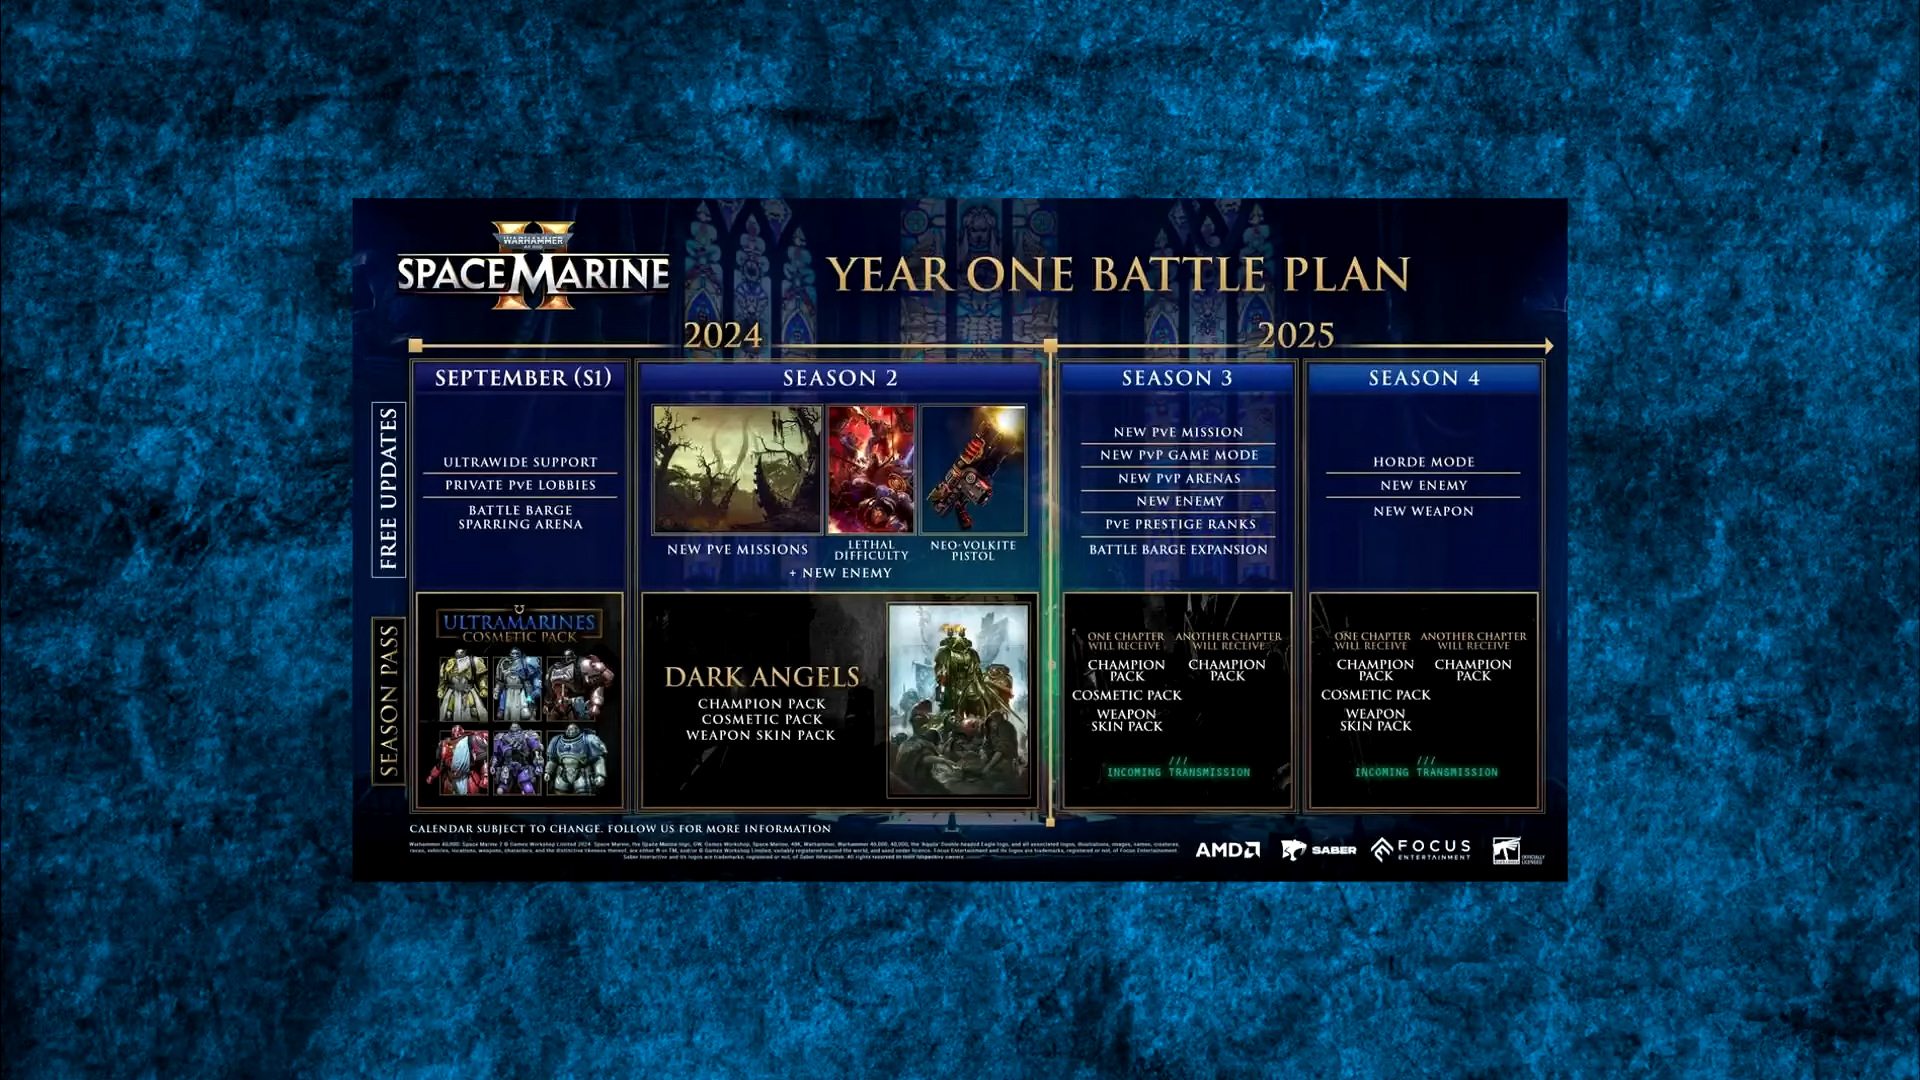 WARHAMMER
SPACE MARINE
YEAR ONE BATTLE PLAN
2024
2025
FREE UPDATES
SEPTEMBER (S1)
ULTRAWIDE SUPPORT
PRIVATE PvE LOBBIES
BATTLE BARGE
SPARRING ARENA
SEASON 2
NEW PvE MISSIONS
LETHAL
DIFFICULTY
NEO-VOLKITE
PISTOL
+ NEW ENEMY
SEASON 3
NEW PvE MISSION
NEW PvP GAME MODE
NEW PvP ARENAS
NEW ENEMY
PvE PRESTIGE RANKS
BATTLE BARGE EXPANSION
SEASON 4
HORDE MODE
NEW ENEMY
NEW WEAPON
SEASON PASS
ULTRAMARINES
COSMETIC PACK
DARK ANGELS
CHAMPION PACK
COSMETIC PACK
WEAPON SKIN PACK
ONE CHAPTER
WILL RECEIVE
CHAMPION
PACK
COSMETIC PACK
WEAPON
SKIN PACK
ANOTHER CHAPTER
WILL RECEIVE
CHAMPION
PACK
///
INCOMING TRANSMISSION
ONE CHAPTER
WILL RECEIVE
CHAMPION
PACK
COSMETIC PACK
WEAPON
SKIN PACK
ANOTHER CHAPTER
WILL RECEIVE
CHAMPION
PACK
///
INCOMING TRANSMISSION
CALENDAR SUBJECT TO CHANGE. FOLLOW US FOR MORE INFORMATION
AMD
SABER
FOCUS
ENTERTAINMENT